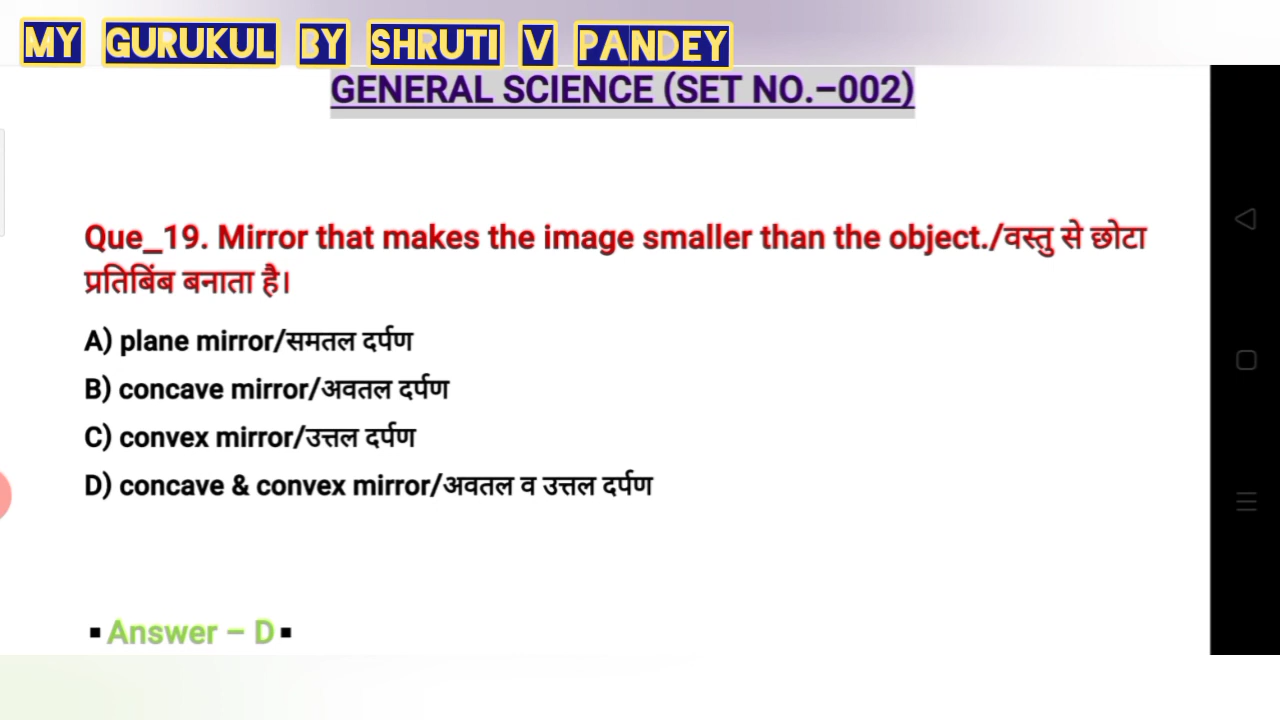 MY GURUKUL BY SHRUTI V PANDEY
GENERAL SCIENCE (SET NO.–002)
Que_19. Mirror that makes the image smaller than the object./वस्तु से छोटा
प्रतिबिंब बनाता है।
A) plane mirror/समतल दर्पण
B) concave mirror/अवतल दर्पण
C) convex mirror/उत्तल दर्पण
D) concave & convex mirror/अवतल व उत्तल दर्पण
▪Answer – D▪